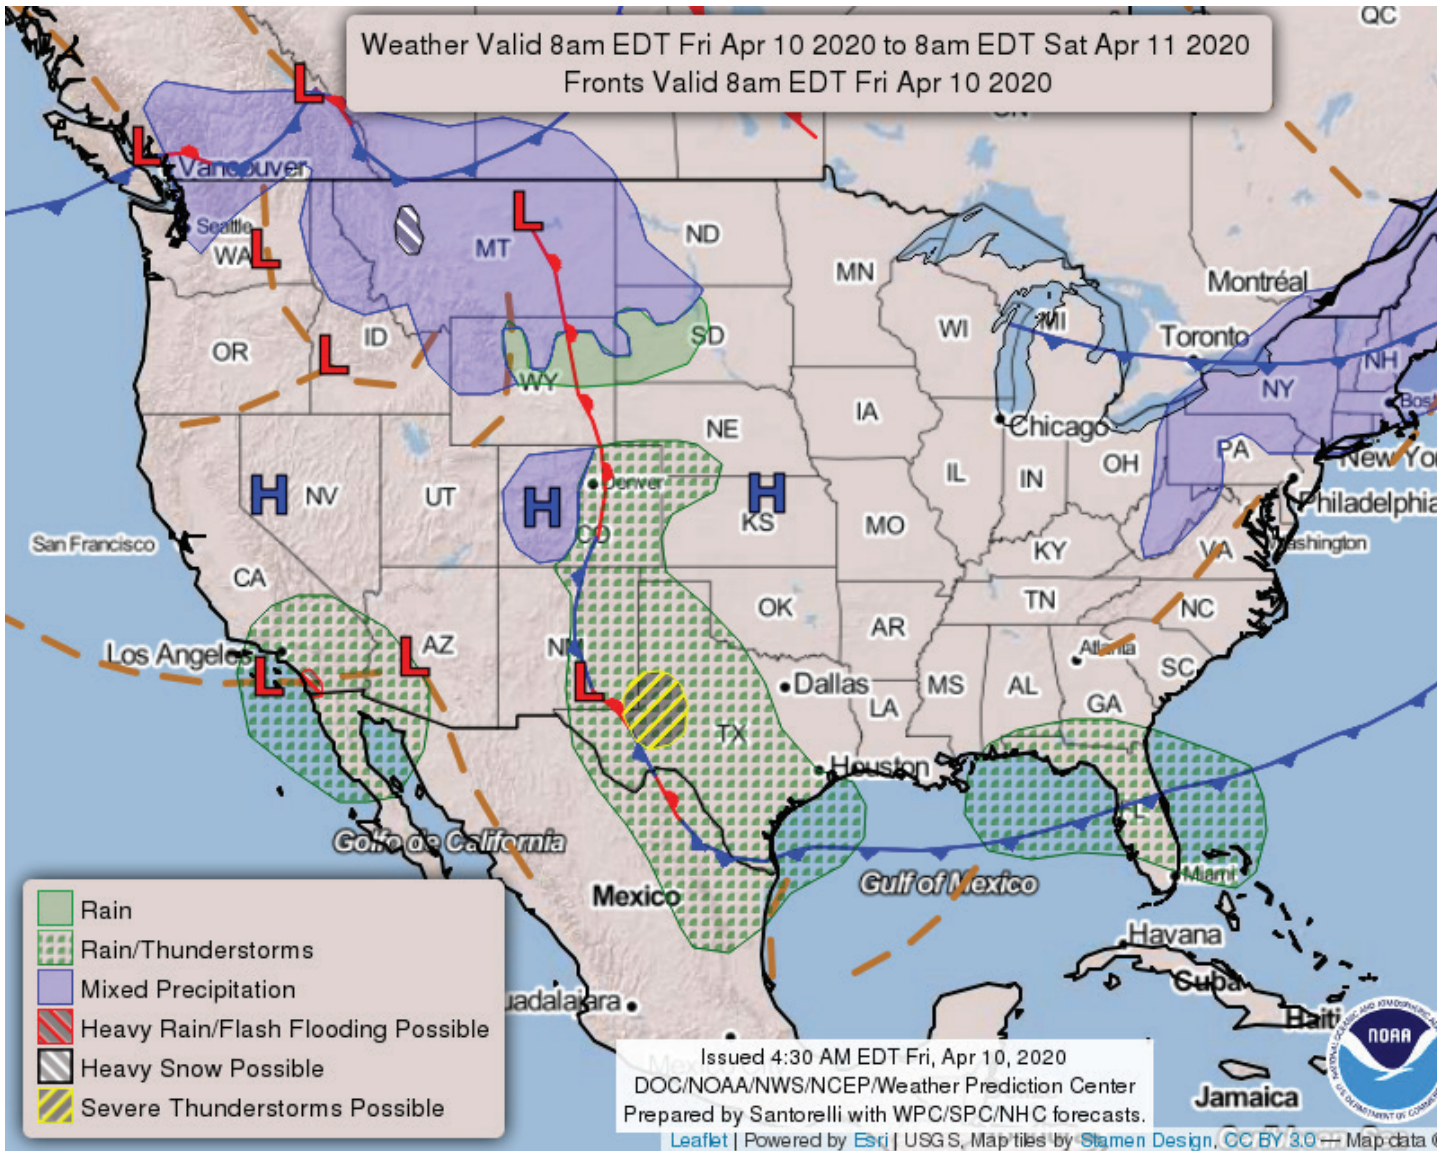 QC
Weather Valid 8am EDT Fri Apr 10 2020 to 8am EDT Sat Apr 11 2020
Fronts Valid 8am EDT Fri Apr 10 2020
L
L
Vancouver
L
Seattle
WA
L
MT
ND
MN
Montréal
OR
ID
L
WY
SD
WI
MI
Toronto
NH
NY
IA
NE
Chicago
PA
New Yo
H
NV
UT
H
Denver
CO
H
KS
MO
IL
IN
OH
Philadelphia
San Francisco
CA
KY
VA
OK
AR
TN
NC
Los Angeles
L
L
AZ
NM
L
TX
Dallas
LA
MS
AL
Atlanta
GA
SC
Houston
Golfo de California
Mexico
Gulf of Mexico
Miami
Havana
Cuba
Haiti
Jamaica
uadalajara
Rain
Rain/Thunderstorms
Mixed Precipitation
Heavy Rain/Flash Flooding Possible
Heavy Snow Possible
Severe Thunderstorms Possible
NOAA
Issued 4:30 AM EDT Fri, Apr 10, 2020
DOC/NOAA/NWS/NCEP/Weather Prediction Center
Prepared by Santorelli with WPC/SPC/NHC forecasts.
Leaflet | Powered by Esri | USGS, Map tiles by Stamen Design, CC BY 3.0 — Map data ©